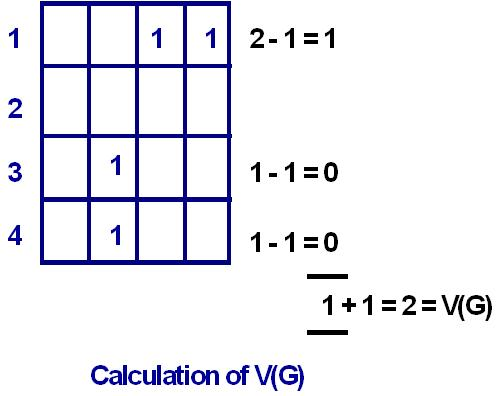 1 1 1 2 - 1 = 1
2
3 1 1 - 1 = 0
4 1 1 - 1 = 0
1 + 1 = 2 = V(G)
Calculation of V(G)